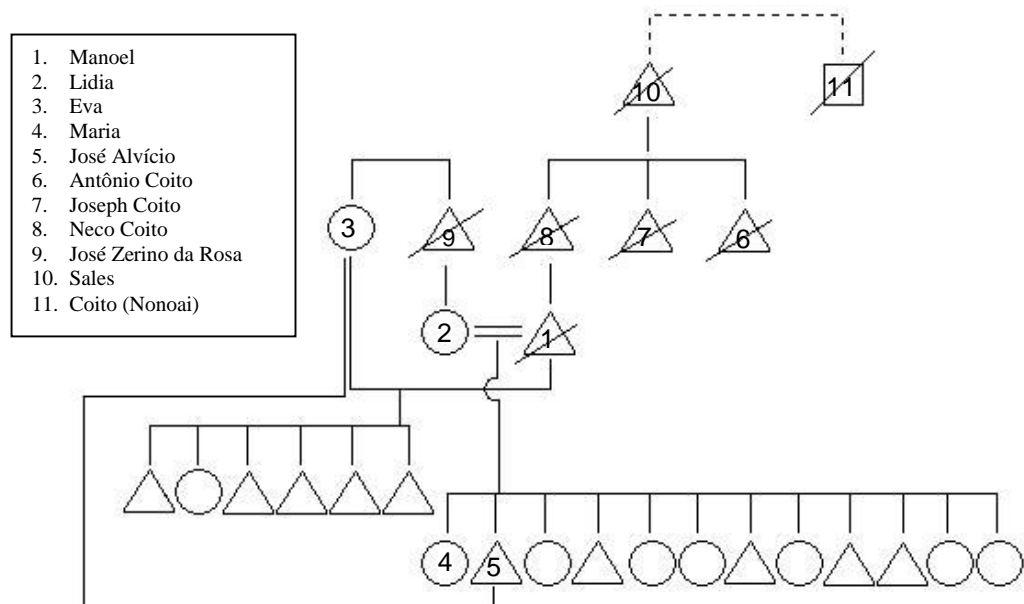 1. Manoel
2. Lidia
3. Eva
4. Maria
5. José Alvício
6. Antônio Coito
7. Joseph Coito
8. Neco Coito
9. José Zerino da Rosa
10. Sales
11. Coito (Nonoai)
10 11
3 9 8 7 6
2 1
4 5